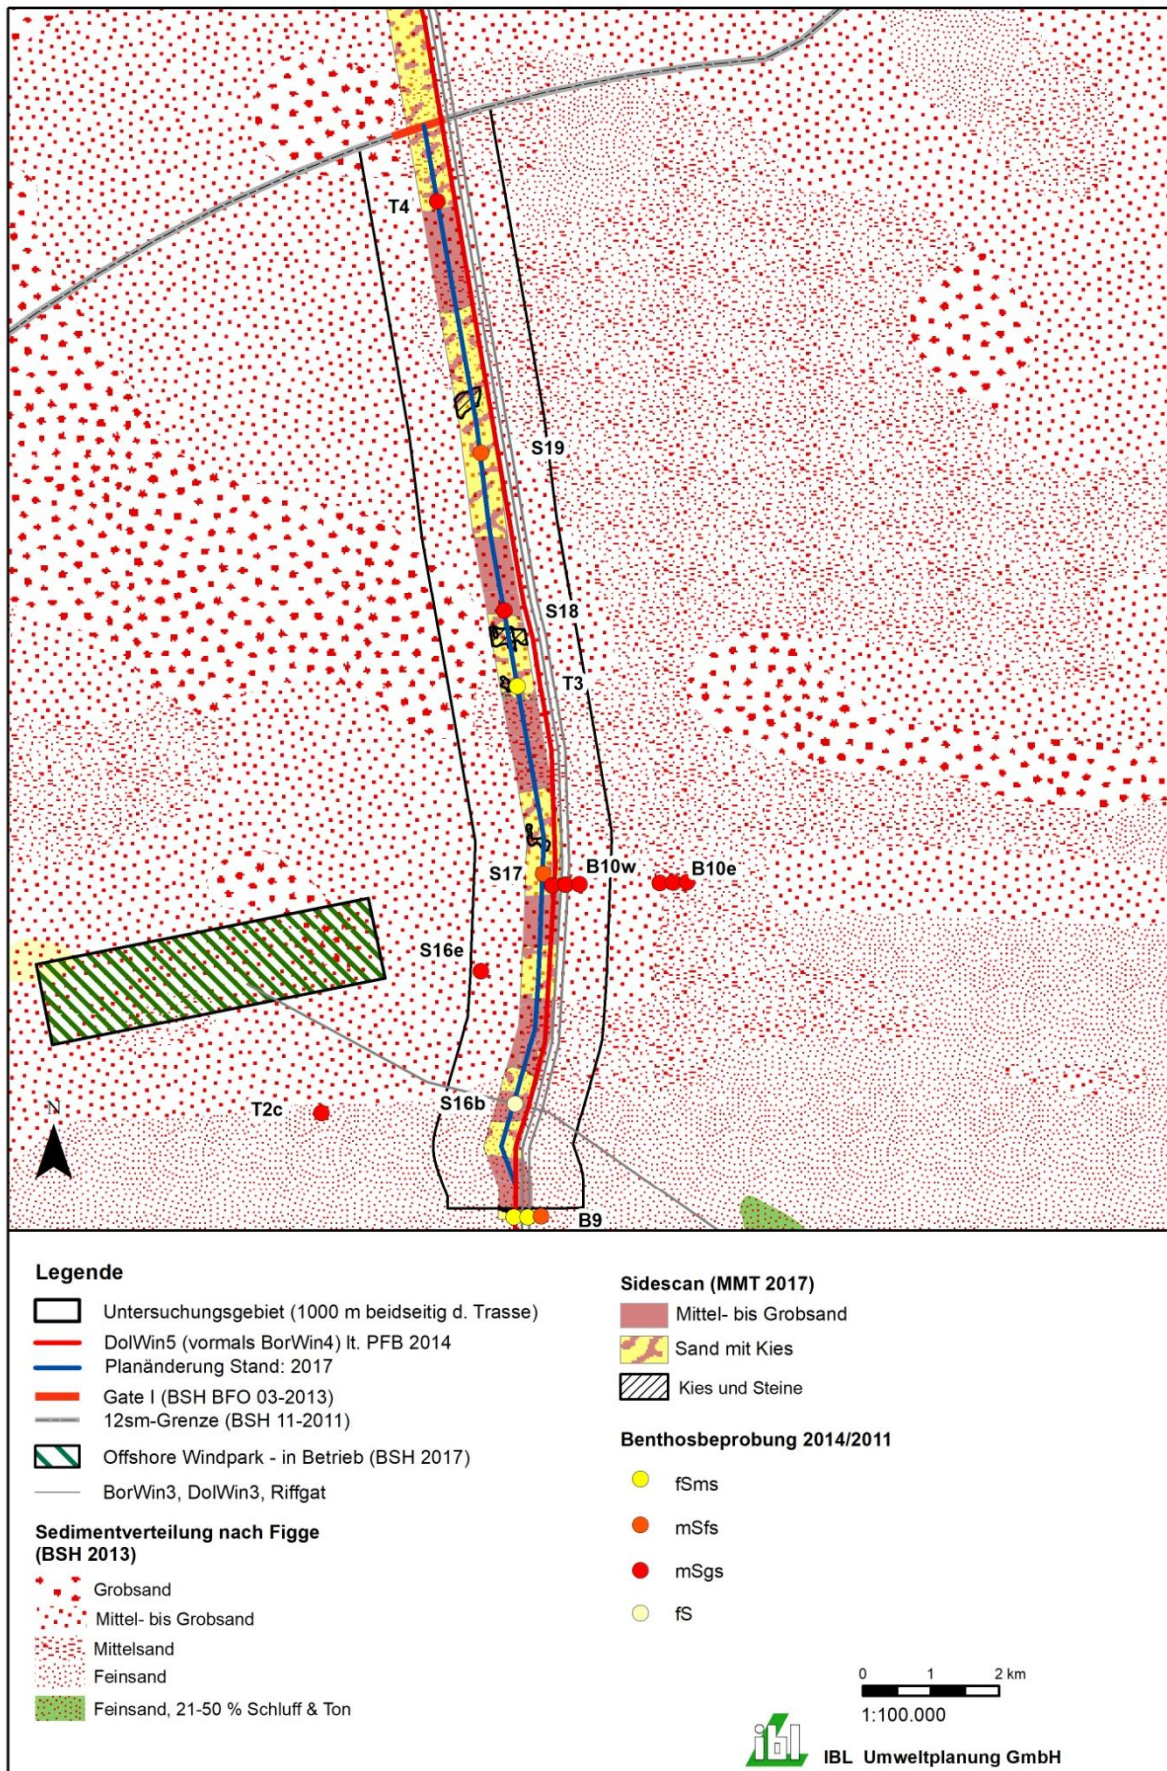 T4
S19
S18
T3
S17
B10w
B10e
S16e
S16b
T2c
N
B9
Legende
Untersuchungsgebiet (1000 m beidseitig d. Trasse)
DolWin5 (vormals BorWin4) lt. PFB 2014
Planänderung Stand: 2017
Gate I (BSH BFO 03-2013)
12sm-Grenze (BSH 11-2011)
Offshore Windpark - in Betrieb (BSH 2017)
BorWin3, DolWin3, Riffgat
Sedimentverteilung nach Figge
(BSH 2013)
Grobsand
Mittel- bis Grobsand
Mittelsand
Feinsand
Feinsand, 21-50 % Schluff & Ton
Sidescan (MMT 2017)
Mittel- bis Grobsand
Sand mit Kies
Kies und Steine
Benthosbeprobung 2014/2011
fSms
mSfs
mSgs
fS
0 1 2 km
1:100.000
ibl
IBL Umweltplanung GmbH